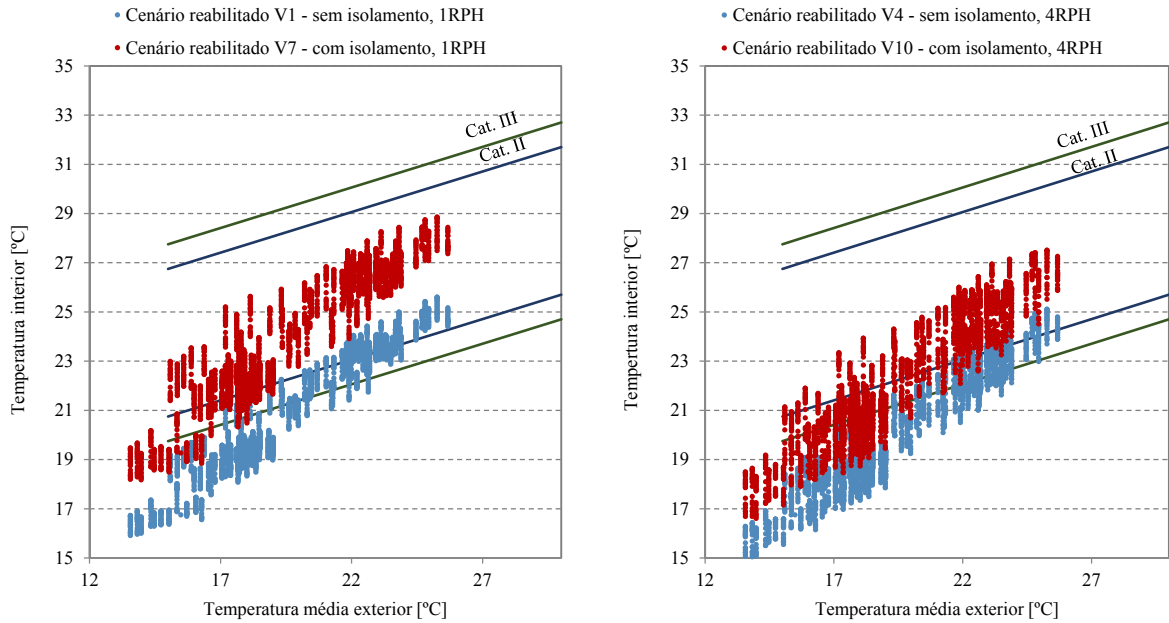 Cenário reabilitado V1 - sem isolamento, 1RPH
Cenário reabilitado V7 - com isolamento, 1RPH
35
33
31
29
27
25
23
21
19
17
15
12
17
22
27
Temperatura interior [ºC]
Temperatura média exterior [ºC]
Cat. III
Cat. II
Cenário reabilitado V4 - sem isolamento, 4RPH
Cenário reabilitado V10 - com isolamento, 4RPH
35
33
31
29
27
25
23
21
19
17
15
12
17
22
27
Tempertura interior [ºC]
Temperatura média exterior [ºC]
Cat. III
Cat. II